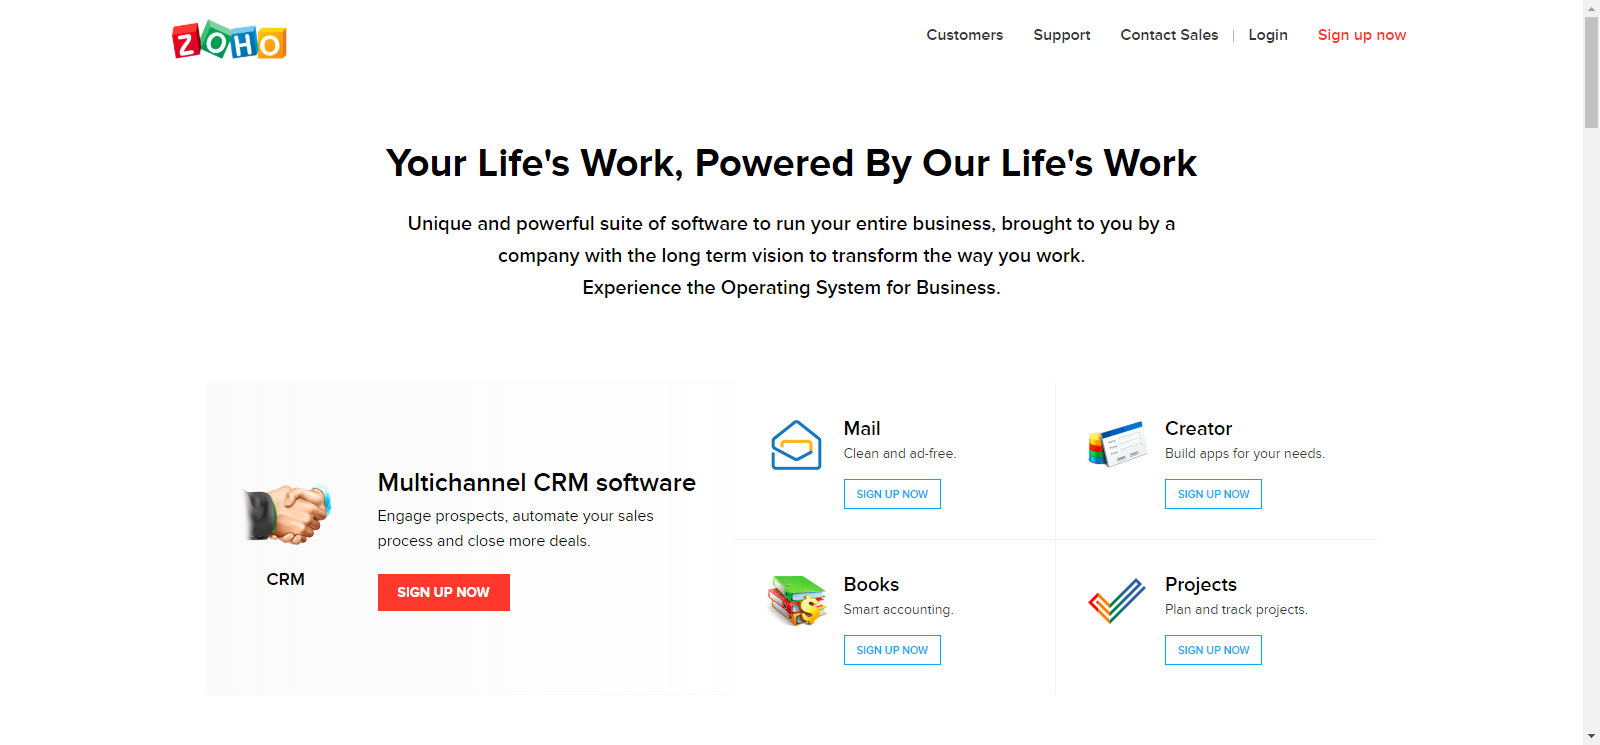 ZOHO
Customers Support Contact Sales | Login Sign up now
Your Life's Work, Powered By Our Life's Work
Unique and powerful suite of software to run your entire business, brought to you by a
company with the long term vision to transform the way you work.
Experience the Operating System for Business.
Multichannel CRM software
Engage prospects, automate your sales
process and close more deals.
CRM
SIGN UP NOW
Mail
Clean and ad-free.
SIGN UP NOW
Creator
Build apps for your needs.
SIGN UP NOW
Books
Smart accounting.
SIGN UP NOW
Projects
Plan and track projects.
SIGN UP NOW